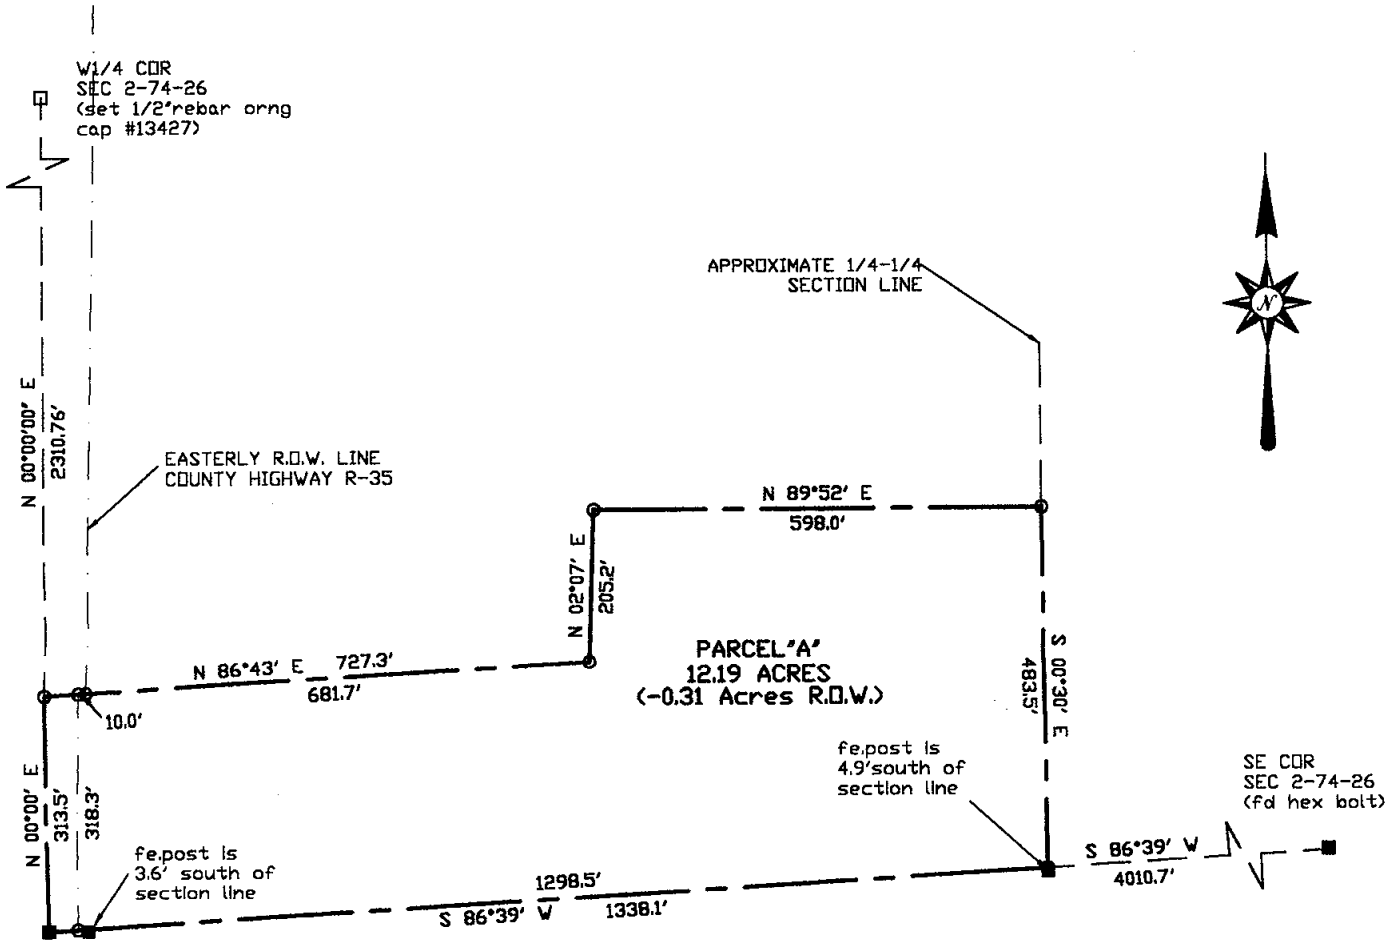 W1/4 COR
SEC 2-74-26
(set 1/2"rebar orng
cap #13427)
APPROXIMATE 1/4-1/4
SECTION LINE
N
N 00°00'00" E
2310.76'
EASTERLY R.O.W. LINE
COUNTY HIGHWAY R-35
N 89°52' E
598.0'
N 02°07' E
205.2'
PARCEL"A"
12.19 ACRES
(-0.31 Acres R.O.W.)
N 86°43' E 727.3'
681.7'
10.0'
S 00°30' E
483.5'
fe.post is
4.9'south of
section line
SE COR
SEC 2-74-26
(fd hex bolt)
N 00°00' E
313.5'
318.3'
fe.post is
3.6' south of
section line
1298.5'
S 86°39' W 1338.1'
S 86°39' W
4010.7'